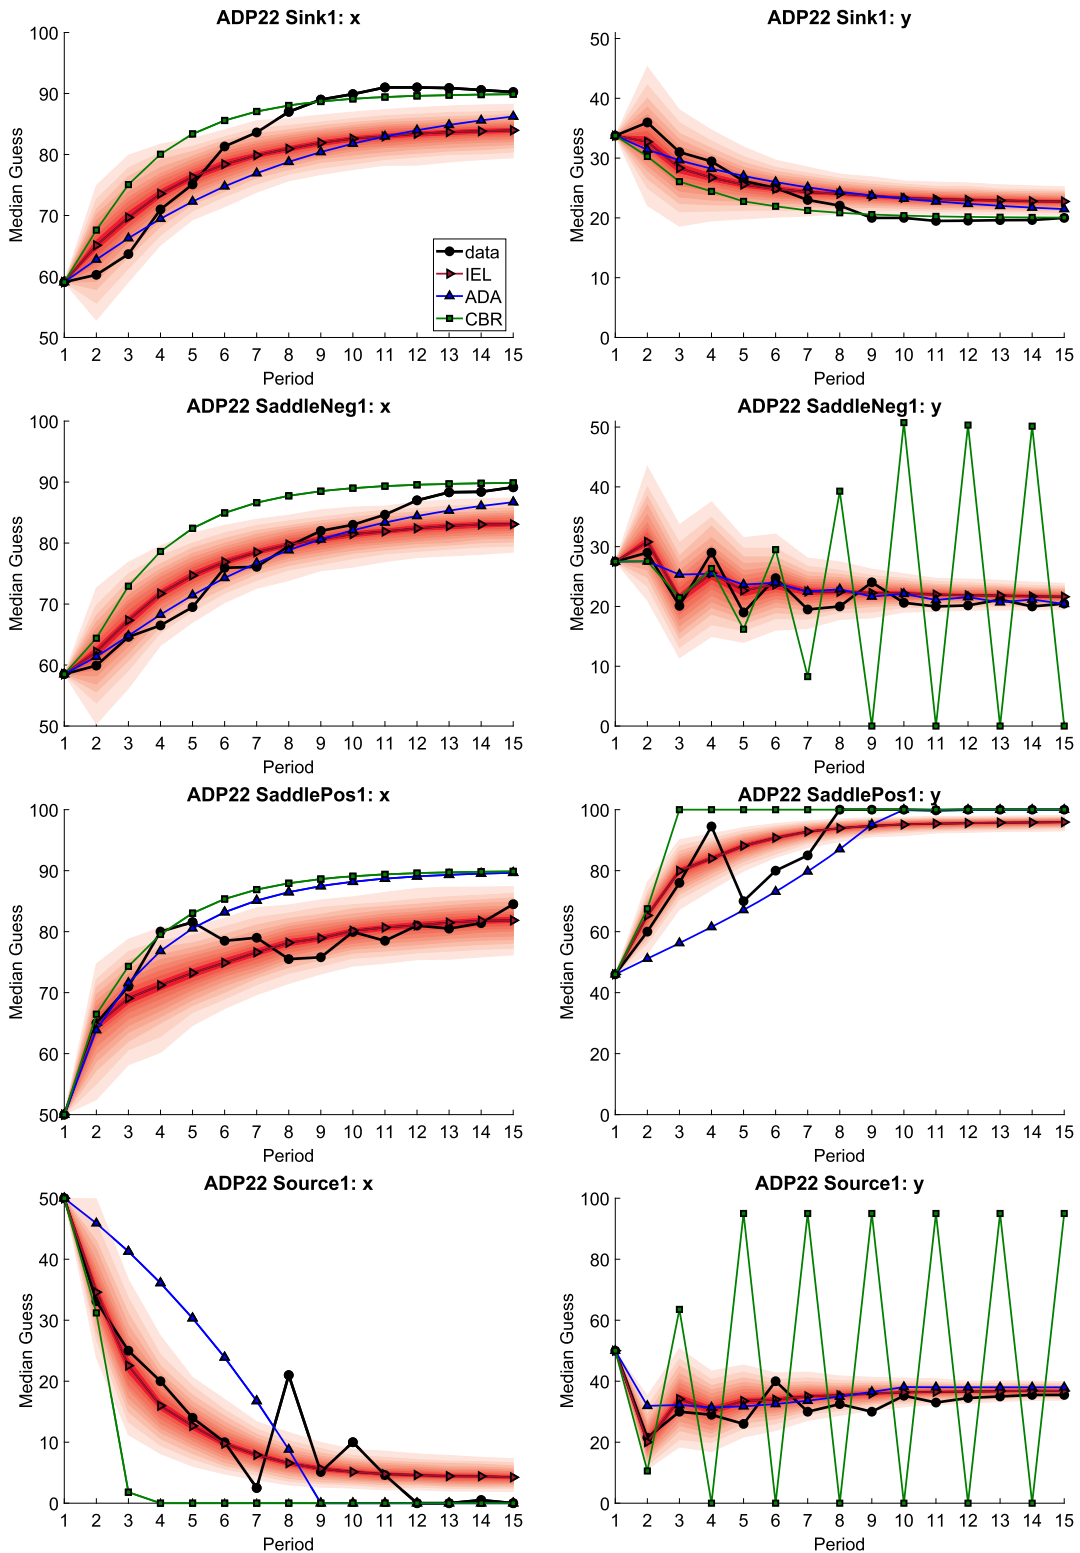 ADP22 Sink1: x
100
90
80
70
60
50
Median Guess
data
IEL
ADA
CBR
1 2 3 4 5 6 7 8 9 10 11 12 13 14 15
Period
ADP22 Sink1: y
50
40
30
20
10
0
Median Guess
1 2 3 4 5 6 7 8 9 10 11 12 13 14 15
Period
ADP22 SaddleNeg1: x
100
90
80
70
60
50
Median Guess
1 2 3 4 5 6 7 8 9 10 11 12 13 14 15
Period
ADP22 SaddleNeg1: y
50
40
30
20
10
0
Median Guess
1 2 3 4 5 6 7 8 9 10 11 12 13 14 15
Period
ADP22 SaddlePos1: x
100
90
80
70
60
50
Median Guess
1 2 3 4 5 6 7 8 9 10 11 12 13 14 15
Period
ADP22 SaddlePos1: y
100
80
60
40
20
0
Median Guess
1 2 3 4 5 6 7 8 9 10 11 12 13 14 15
Period
ADP22 Source1: x
50
40
30
20
10
0
Median Guess
1 2 3 4 5 6 7 8 9 10 11 12 13 14 15
Period
ADP22 Source1: y
100
80
60
40
20
0
Median Guess
1 2 3 4 5 6 7 8 9 10 11 12 13 14 15
Period